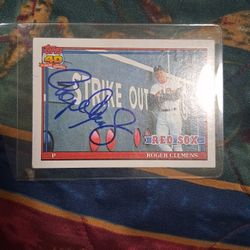 TOPPS
40
STRIKE OUT
RED SOX
P
ROGER CLEMENS